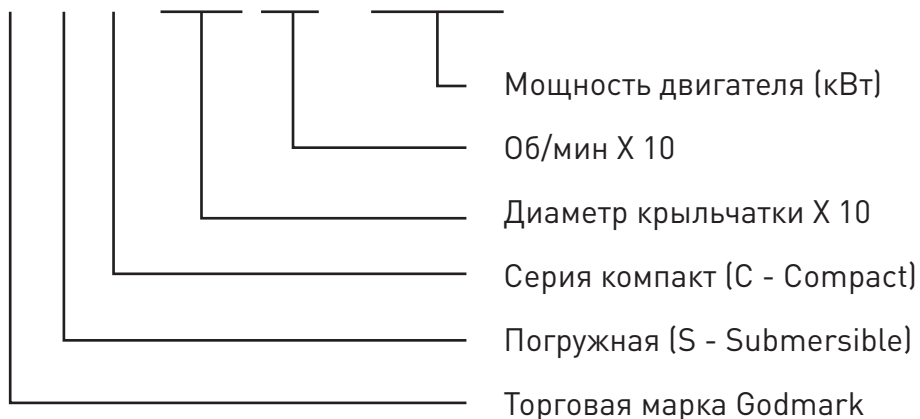 Мощность двигателя (кВт)
Об/мин X 10
Диаметр крыльчатки X 10
Серия компакт (C - Compact)
Погружная (S - Submersible)
Торговая марка Godmark